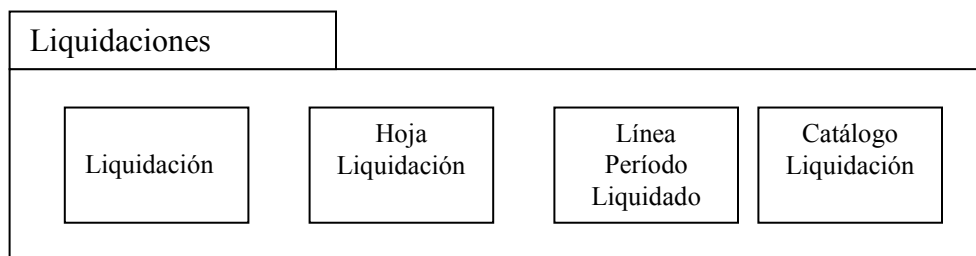 Liquidaciones
Liquidación
Hoja
Liquidación
Línea
Período
Liquidado
Catálogo
Liquidación